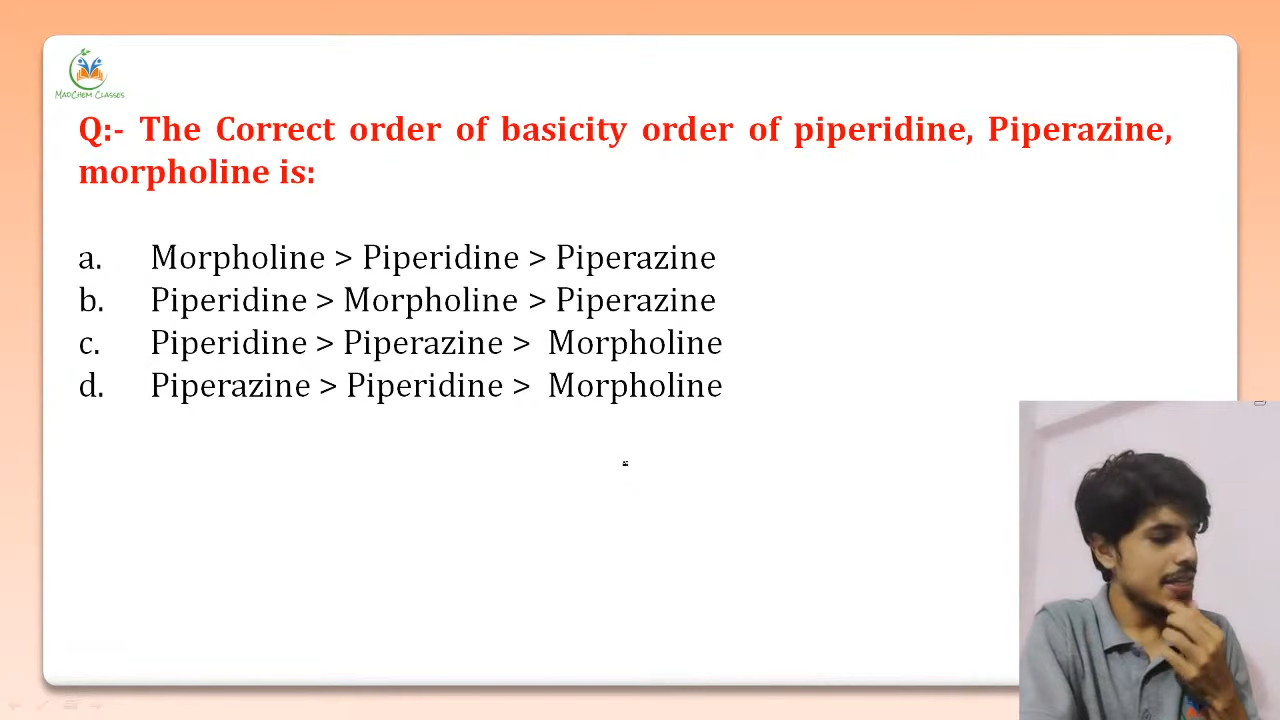 MADCHEM CLASSES
Q:- The Correct order of basicity order of piperidine, Piperazine,
morpholine is:
a. Morpholine > Piperidine > Piperazine
b. Piperidine > Morpholine > Piperazine
c. Piperidine > Piperazine > Morpholine
d. Piperazine > Piperidine > Morpholine